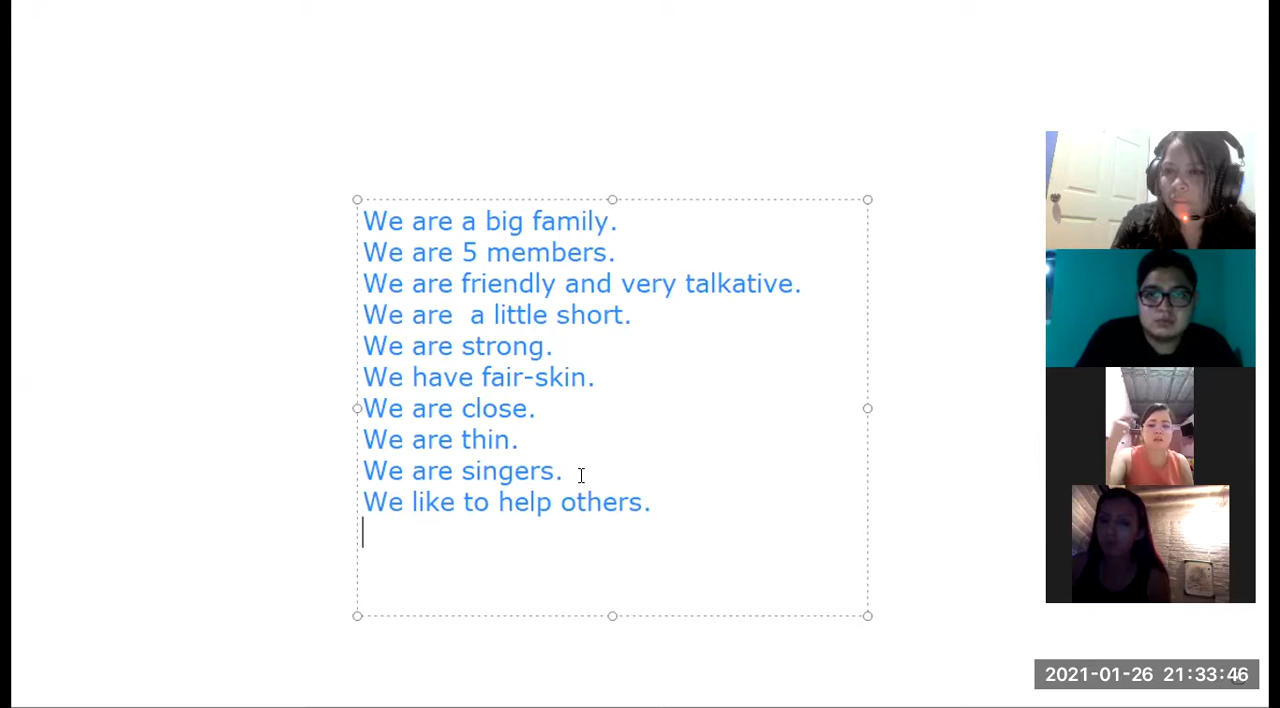 We are a big family.
We are 5 members.
We are friendly and very talkative.
We are  a little short.
We are strong.
We have fair-skin.
We are close.
We are thin.
We are singers.
We like to help others.
2021-01-26 21:33:46